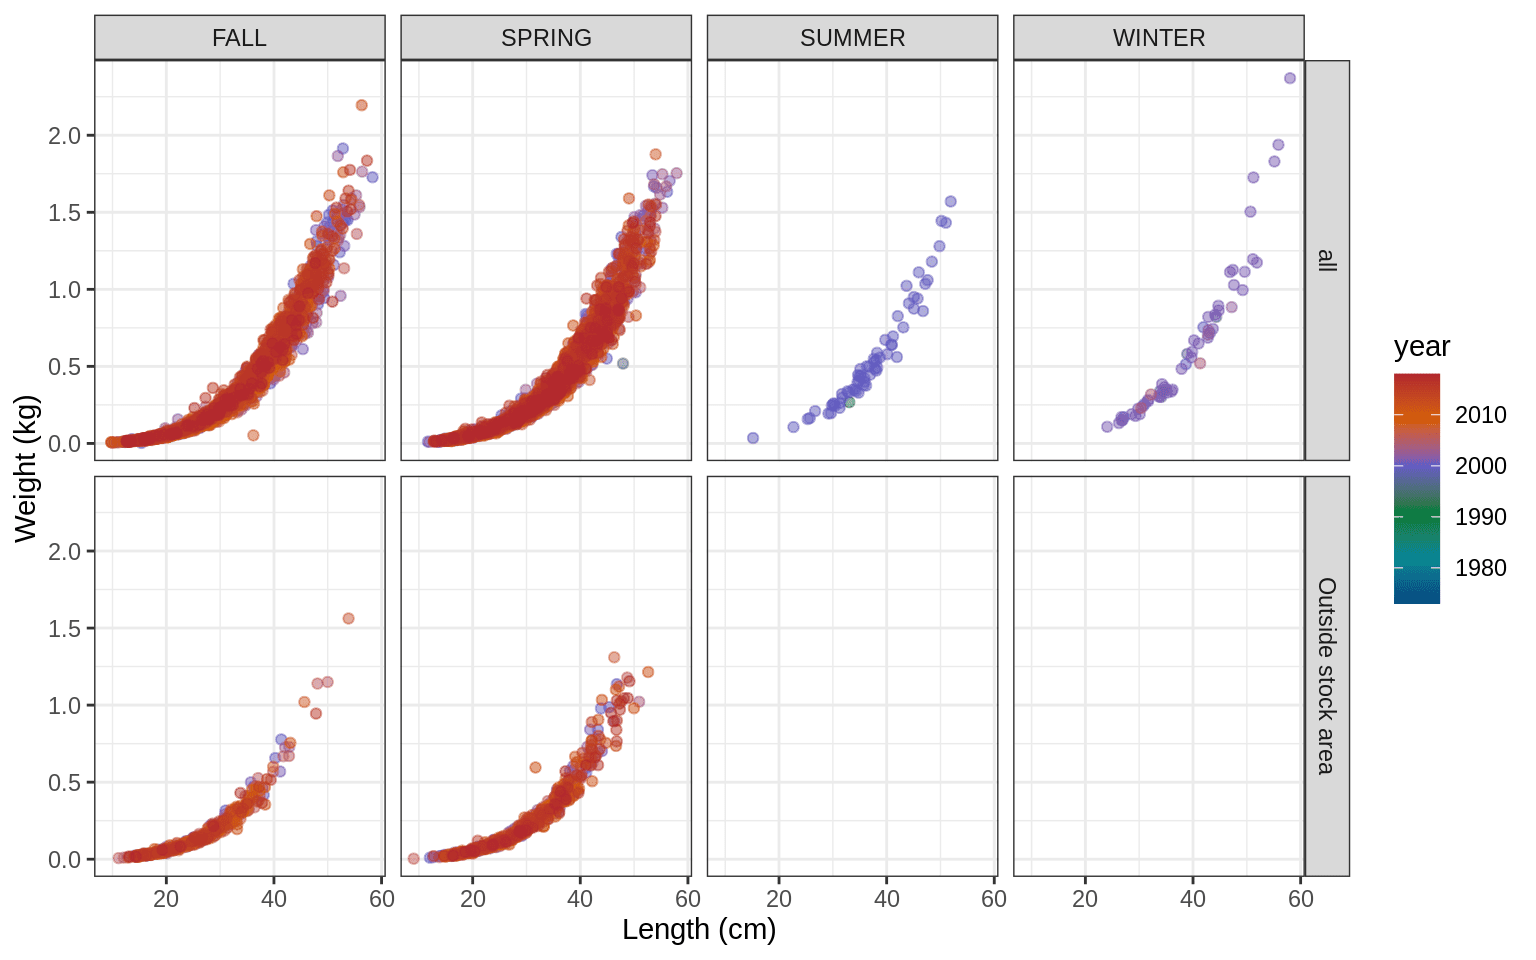 FALL SPRING SUMMER WINTER
2.0
1.5
1.0
0.5
0.0
all
2.0
1.5
1.0
0.5
0.0
Outside stock area
20 40 60 20 40 60 20 40 60 20 40 60
Length (cm)
Weight (kg)
year
2010
2000
1990
1980